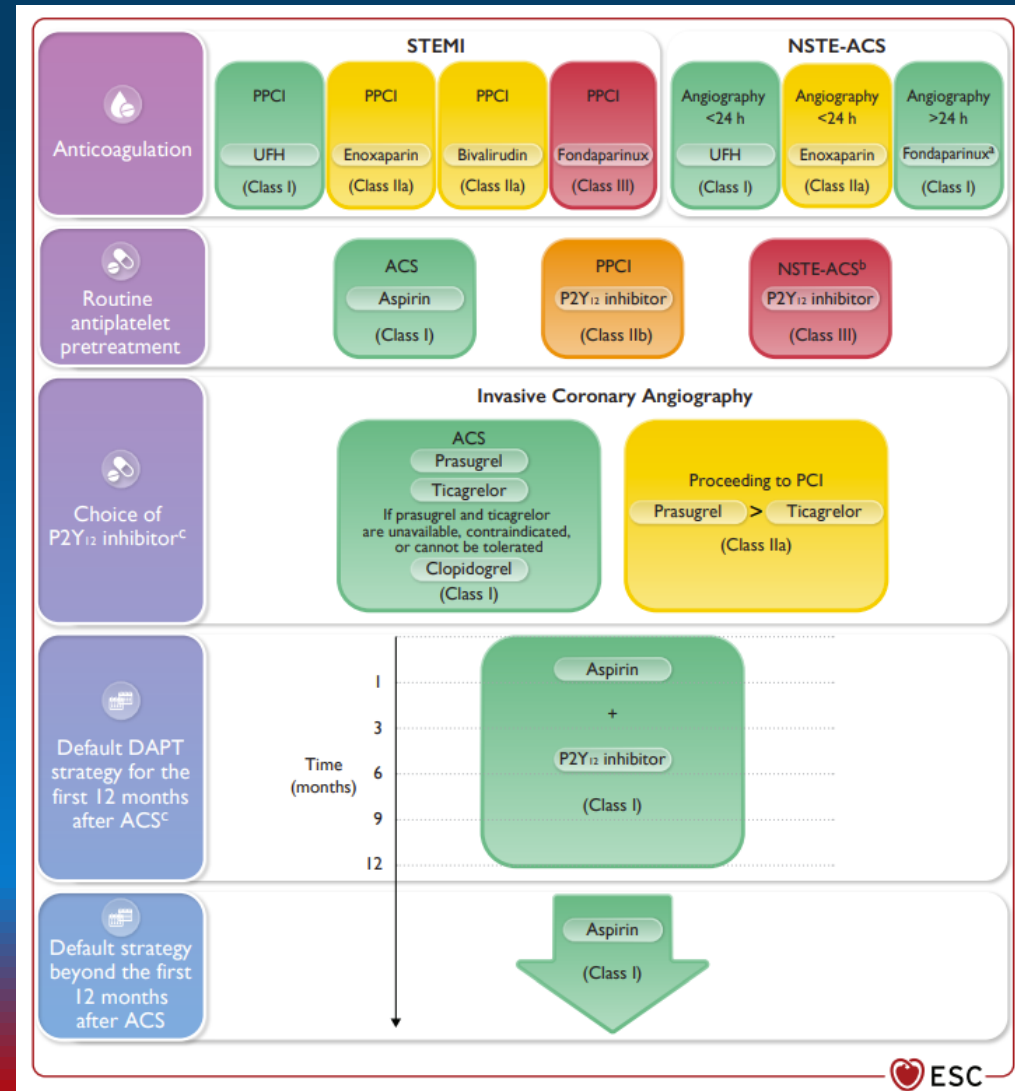 STEMI
NSTE-ACS
Anticoagulation
PPCI
UFH
(Class I)
PPCI
Enoxaparin
(Class IIa)
PPCI
Bivalirudin
(Class IIa)
PPCI
Fondaparinux
(Class III)
Angiography
<24 h
UFH
(Class I)
Angiography
<24 h
Enoxaparin
(Class IIa)
Angiography
>24 h
Fondaparinuxᵃ
(Class I)
Routine
antiplatelet
pretreatment
ACS
Aspirin
(Class I)
PPCI
P2Y₁₂ inhibitor
(Class IIb)
NSTE-ACSᵇ
P2Y₁₂ inhibitor
(Class III)
Choice of
P2Y₁₂ inhibitorᶜ
Invasive Coronary Angiography
ACS
Prasugrel
Ticagrelor
If prasugrel and ticagrelor
are unavailable, contraindicated,
or cannot be tolerated
Clopidogrel
(Class I)
Proceeding to PCI
Prasugrel > Ticagrelor
(Class IIa)
Default DAPT
strategy for the
first 12 months
after ACSᶜ
Time
(months)
1
3
6
9
12
Aspirin
+
P2Y₁₂ inhibitor
(Class I)
Default strategy
beyond the first
12 months
after ACS
Aspirin
(Class I)
ESC